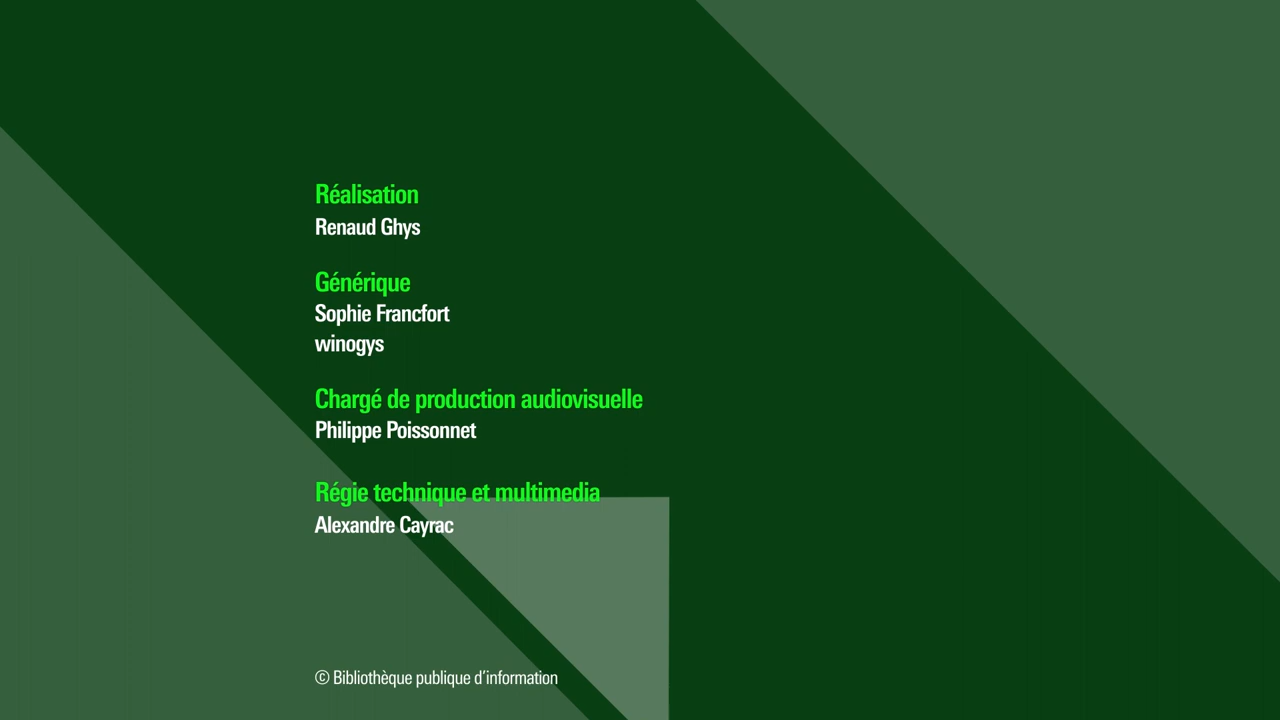 Réalisation
Renaud Ghys
Générique
Sophie Francfort
winogys
Chargé de production audiovisuelle
Philippe Poissonnet
Régie technique et multimedia
Alexandre Cayrac
© Bibliothèque publique d’information